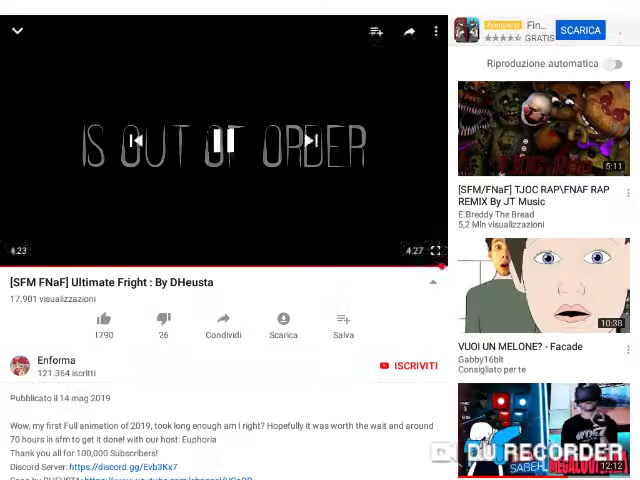 IS OUT OF ORDER
4:23
4:27
[SFM FNaF] Ultimate Fright : By DHeusta
17.901 visualizzazioni
1790
26
Condividi
Scarica
Salva
Enforma
121.364 iscritti
ISCRIVITI
Pubblicato il 14 mag 2019
Wow, my first Full animation of 2019, took long enough am I right? Hopefully it was worth the wait and around
70 hours in sfm to get it done! with our host: Euphoria
Thank you all for 100,000 Subscribers!
Discord Server: https://discord.gg/Evb3Kx7
Annuncio
Fin...
GRATIS
SCARICA
Riproduzione automatica
5:11
[SFM/FNaF] TJOC RAP\FNAF RAP
REMIX By JT Music
E.Breddy The Bread
5,2 Mln visualizzazioni
10:38
VUOI UN MELONE? - Facade
Gabby16bit
Consigliato per te
DU RECORDER
12:12